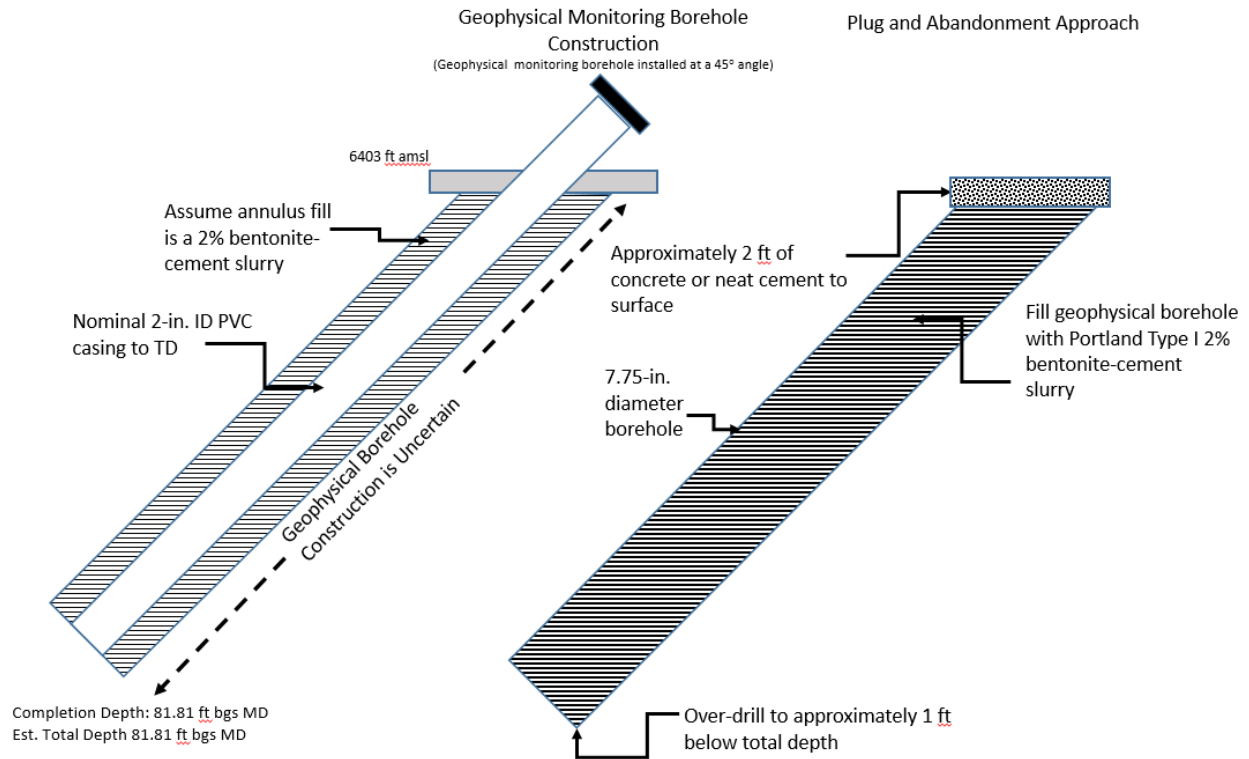 Geophysical Monitoring Borehole
Construction
(Geophysical monitoring borehole installed at a 45° angle)
Plug and Abandonment Approach
6403 ft amsl
Assume annulus fill
is a 2% bentonite-
cement slurry
Nominal 2-in. ID PVC
casing to TD
Geophysical Borehole
Construction is Uncertain
Completion Depth: 81.81 ft bgs MD
Est. Total Depth 81.81 ft bgs MD
Approximately 2 ft of
concrete or neat cement to
surface
7.75-in.
diameter
borehole
Fill geophysical borehole
with Portland Type I 2%
bentonite-cement
slurry
Over-drill to approximately 1 ft
below total depth